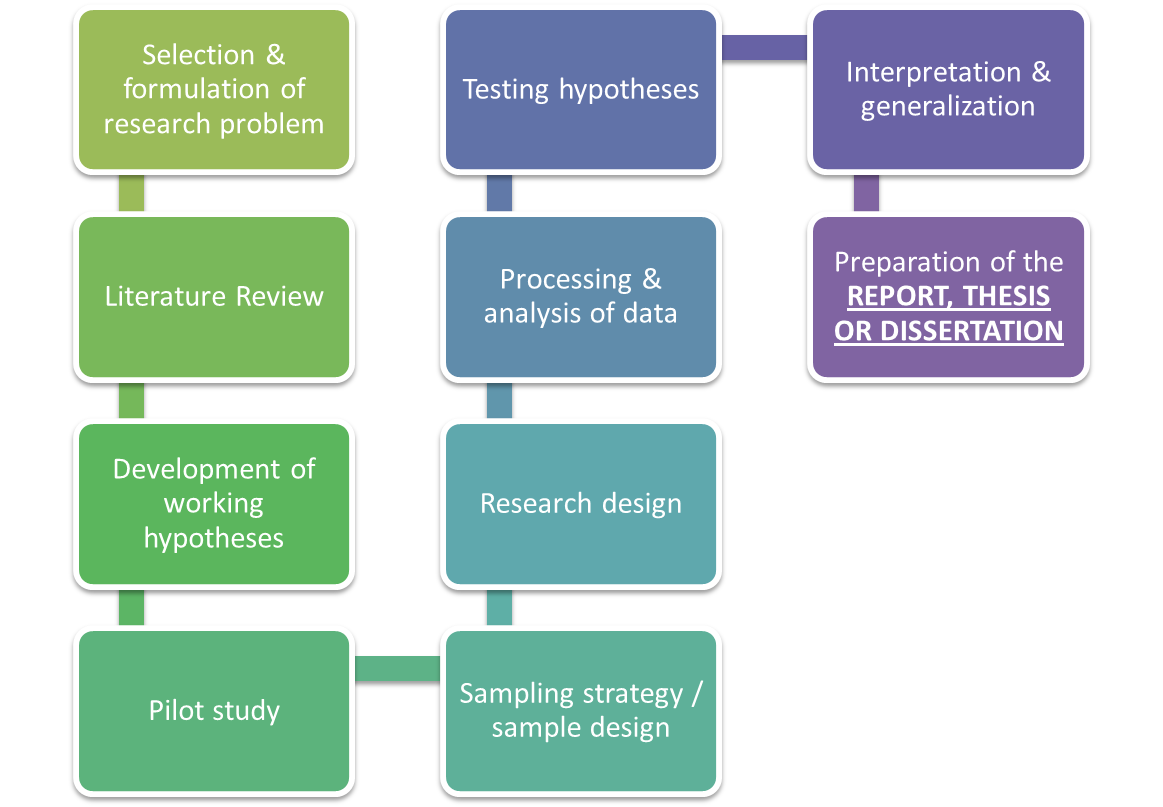 Selection &
formulation of
research problem
Literature Review
Development of
working
hypotheses
Pilot study
Sampling strategy /
sample design
Research design
Processing &
analysis of data
Testing hypotheses
Interpretation &
generalization
Preparation of the
REPORT, THESIS
OR DISSERTATION